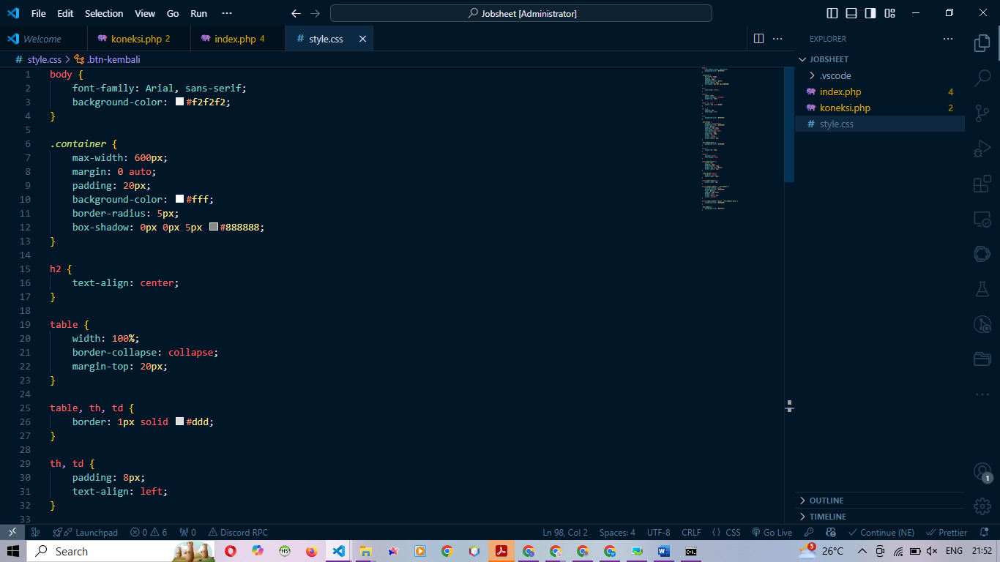 File Edit Selection View Go Run ··· Jobsheet [Administrator]
Welcome koneksi.php 2 index.php 4 # style.css
# style.css > .btn-kembali
1 body {
2 font-family: Arial, sans-serif;
3 background-color: #f2f2f2;
4 }
5
6 .container {
7 max-width: 600px;
8 margin: 0 auto;
9 padding: 20px;
10 background-color: #fff;
11 border-radius: 5px;
12 box-shadow: 0px 0px 5px #888888;
13 }
14
15 h2 {
16 text-align: center;
17 }
18
19 table {
20 width: 100%;
21 border-collapse: collapse;
22 margin-top: 20px;
23 }
24
25 table, th, td {
26 border: 1px solid #ddd;
27 }
28
29 th, td {
30 padding: 8px;
31 text-align: left;
32 }
33
EXPLORER ···
JOBSHEET
> .vscode
index.php 4
koneksi.php 2
# style.css
OUTLINE
TIMELINE
1
Launchpad 0 6 0 Discord RPC Ln 98, Col 2 Spaces: 4 UTF-8 CRLF { } CSS Go Live Continue (NE) Prettier
Search 5 26°C ENG 21:52